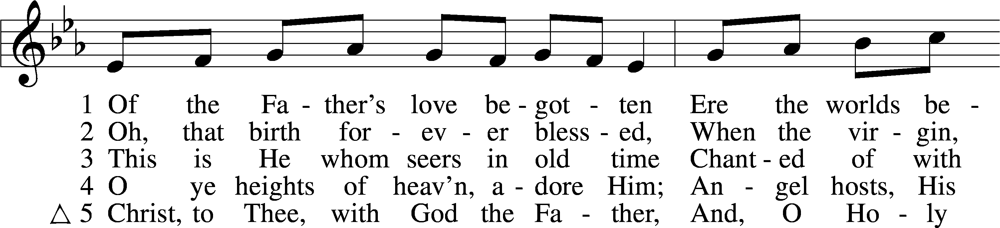 1 Of the Fa - ther’s love be - got - ten Ere the worlds be -
2 Oh, that birth for - ev - er bless - ed, When the vir - gin,
3 This is He whom seers in old time Chant - ed of with
4 O ye heights of heav’n, a - dore Him; An - gel hosts, His
△ 5 Christ, to Thee, with God the Fa - ther, And, O Ho - ly